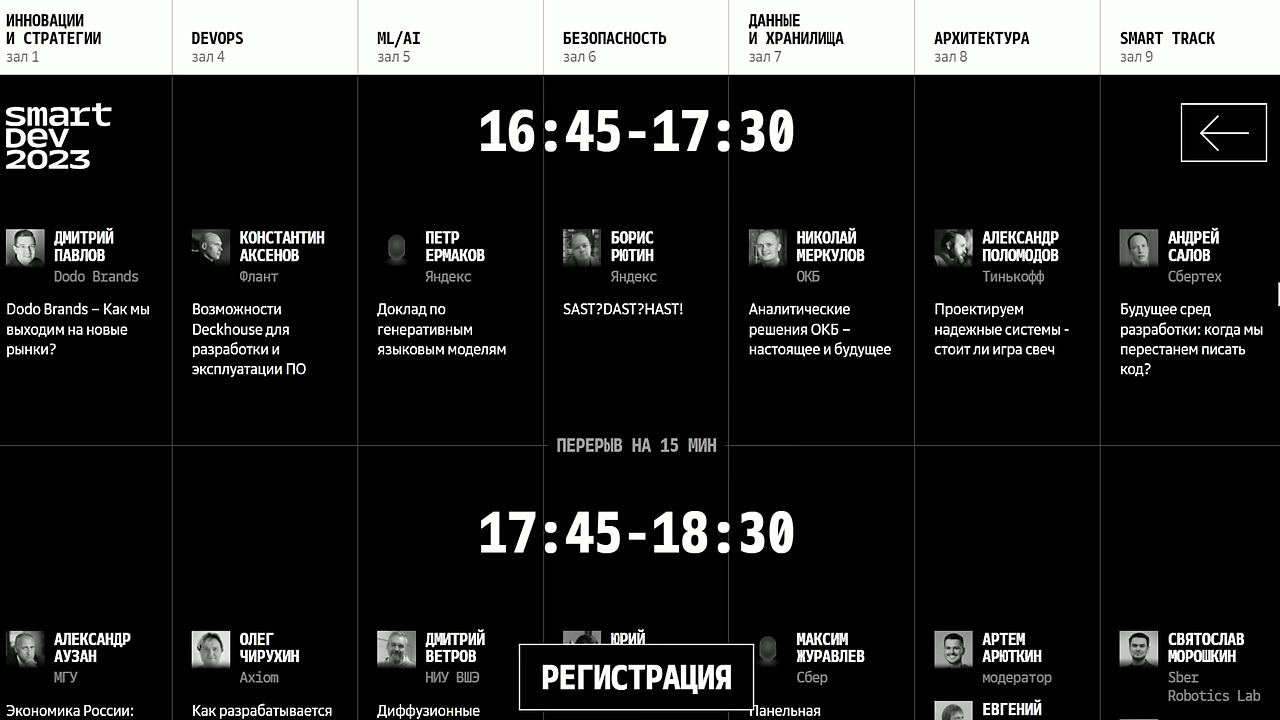 ИННОВАЦИИ
И СТРАТЕГИИ
зал 1
DEVOPS
зал 4
ML/AI
зал 5
БЕЗОПАСНОСТЬ
зал 6
ДАННЫЕ
И ХРАНИЛИЩА
зал 7
АРХИТЕКТУРА
зал 8
SMART TRACK
зал 9
smart
Dev
2023
16:45-17:30
ДМИТРИЙ
ПАВЛОВ
Dodo Brands
Dodo Brands – Как мы
выходим на новые
рынки?
КОНСТАНТИН
АКСЕНОВ
Флант
Возможности
Deckhouse для
разработки и
эксплуатации ПО
ПЕТР
ЕРМАКОВ
Яндекс
Доклад по
генеративным
языковым моделям
БОРИС
РЮТИН
Яндекс
SAST?DAST?HAST!
НИКОЛАЙ
МЕРКУЛОВ
ОКБ
Аналитические
решения ОКБ –
настоящее и будущее
АЛЕКСАНДР
ПОЛОМОДОВ
Тинькофф
Проектируем
надежные системы -
стоит ли игра свеч
АНДРЕЙ
САЛОВ
Сбертех
Будущее сред
разработки: когда мы
перестанем писать
код?
ПЕРЕРЫВ НА 15 МИН
17:45-18:30
АЛЕКСАНДР
АУЗАН
МГУ
Экономика России:
ОЛЕГ
ЧИРУХИН
Axiom
Как разрабатывается
ДМИТРИЙ
ВЕТРОВ
НИУ ВШЭ
Диффузионные
ЮРИЙ
РЕГИСТРАЦИЯ
МАКСИМ
ЖУРАВЛЕВ
Сбер
Панельная
АРТЕМ
АРЮТКИН
модератор
ЕВГЕНИЙ
СВЯТОСЛАВ
МОРОШКИН
Sber
Robotics Lab